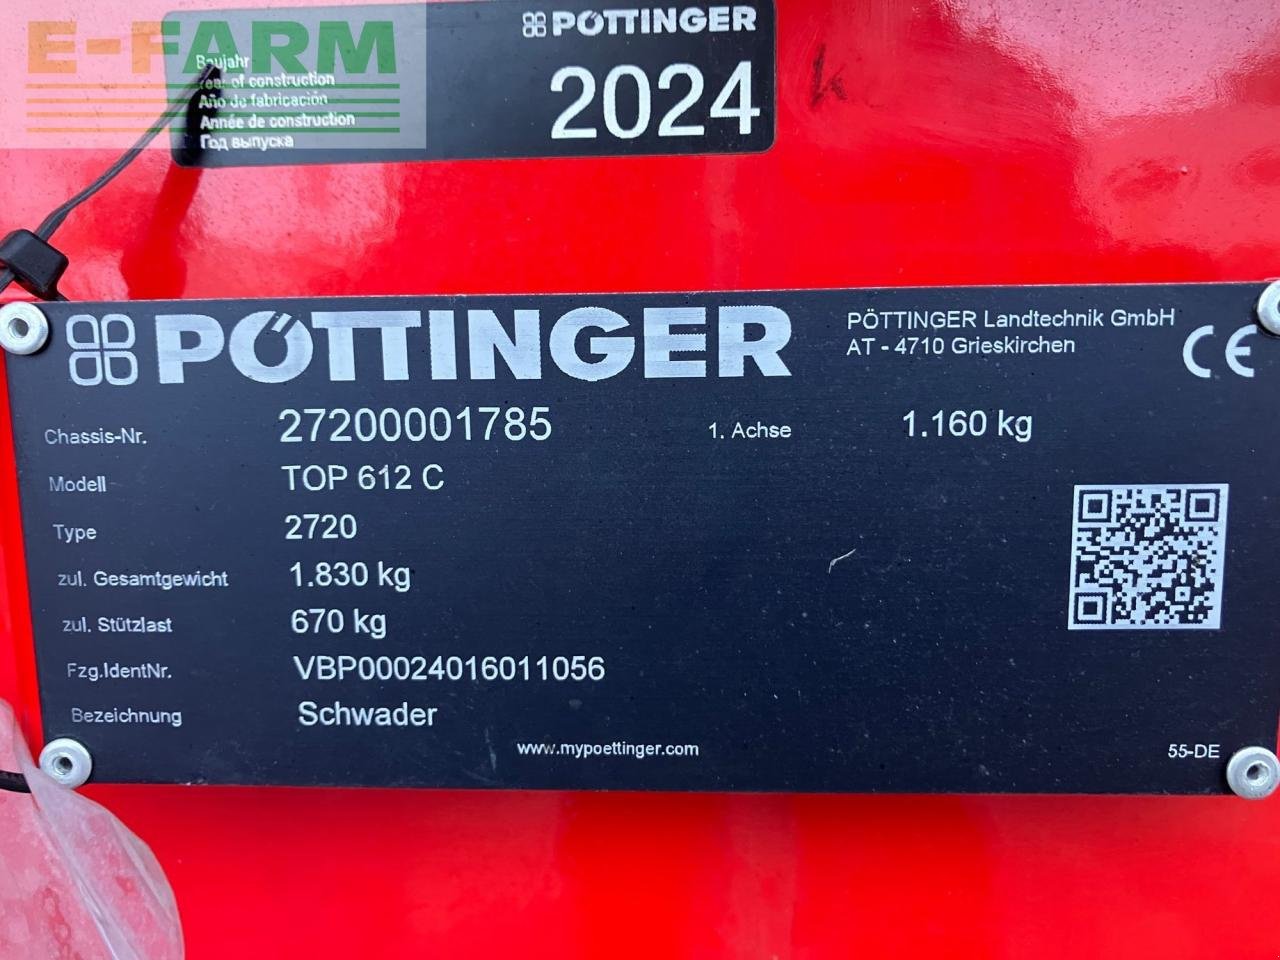 E-FARM
PÖTTINGER
Baujahr
Year of construction
Año de fabricación
Année de construction
Год выпуска
2024
PÖTTINGER
PÖTTINGER Landtechnik GmbH
AT - 4710 Grieskirchen
CE
Chassis-Nr. 27200001785 1. Achse 1.160 kg
Modell TOP 612 C
Type 2720
zul. Gesamtgewicht 1.830 kg
zul. Stützlast 670 kg
Fzg.IdentNr. VBP00024016011056
Bezeichnung Schwader
www.mypoettinger.com
55-DE